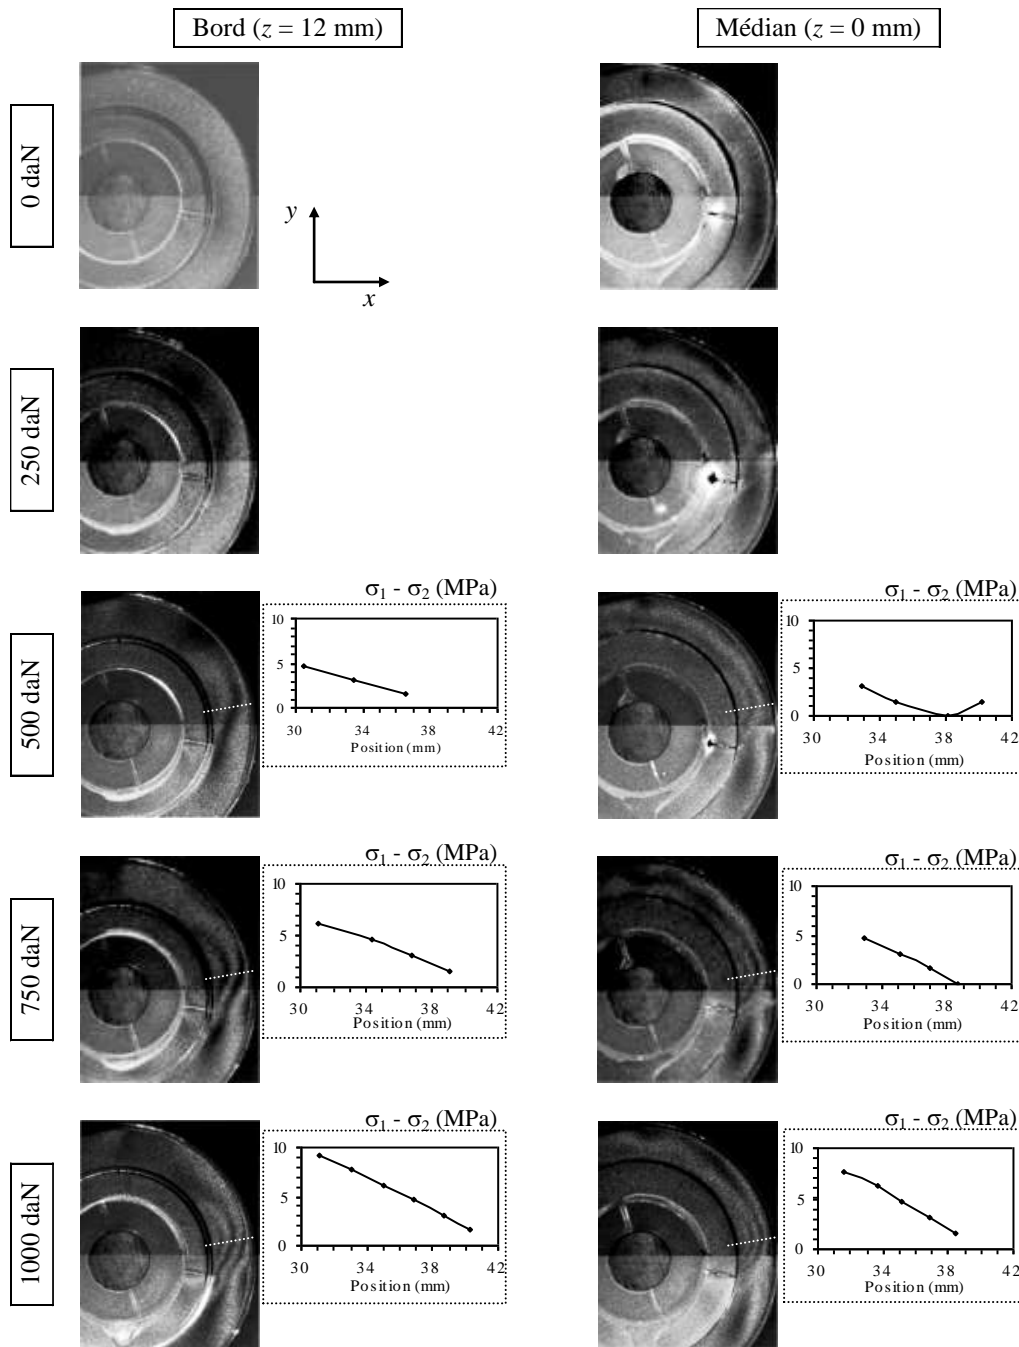 Bord (z = 12 mm)
Médian (z = 0 mm)
0 daN
y
x
250 daN
500 daN
σ1 - σ2 (MPa)
10
5
0
30 34 38 42
Position (mm)
σ1 - σ2 (MPa)
10
5
0
30 34 38 42
Position (mm)
750 daN
σ1 - σ2 (MPa)
10
5
0
30 34 38 42
Position (mm)
σ1 - σ2 (MPa)
10
5
0
30 34 38 42
Position (mm)
1000 daN
σ1 - σ2 (MPa)
10
5
0
30 34 38 42
Position (mm)
σ1 - σ2 (MPa)
10
5
0
30 34 38 42
Position (mm)